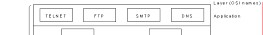 Layer (OSI names)
TELNET FTP SMTP DNS Application